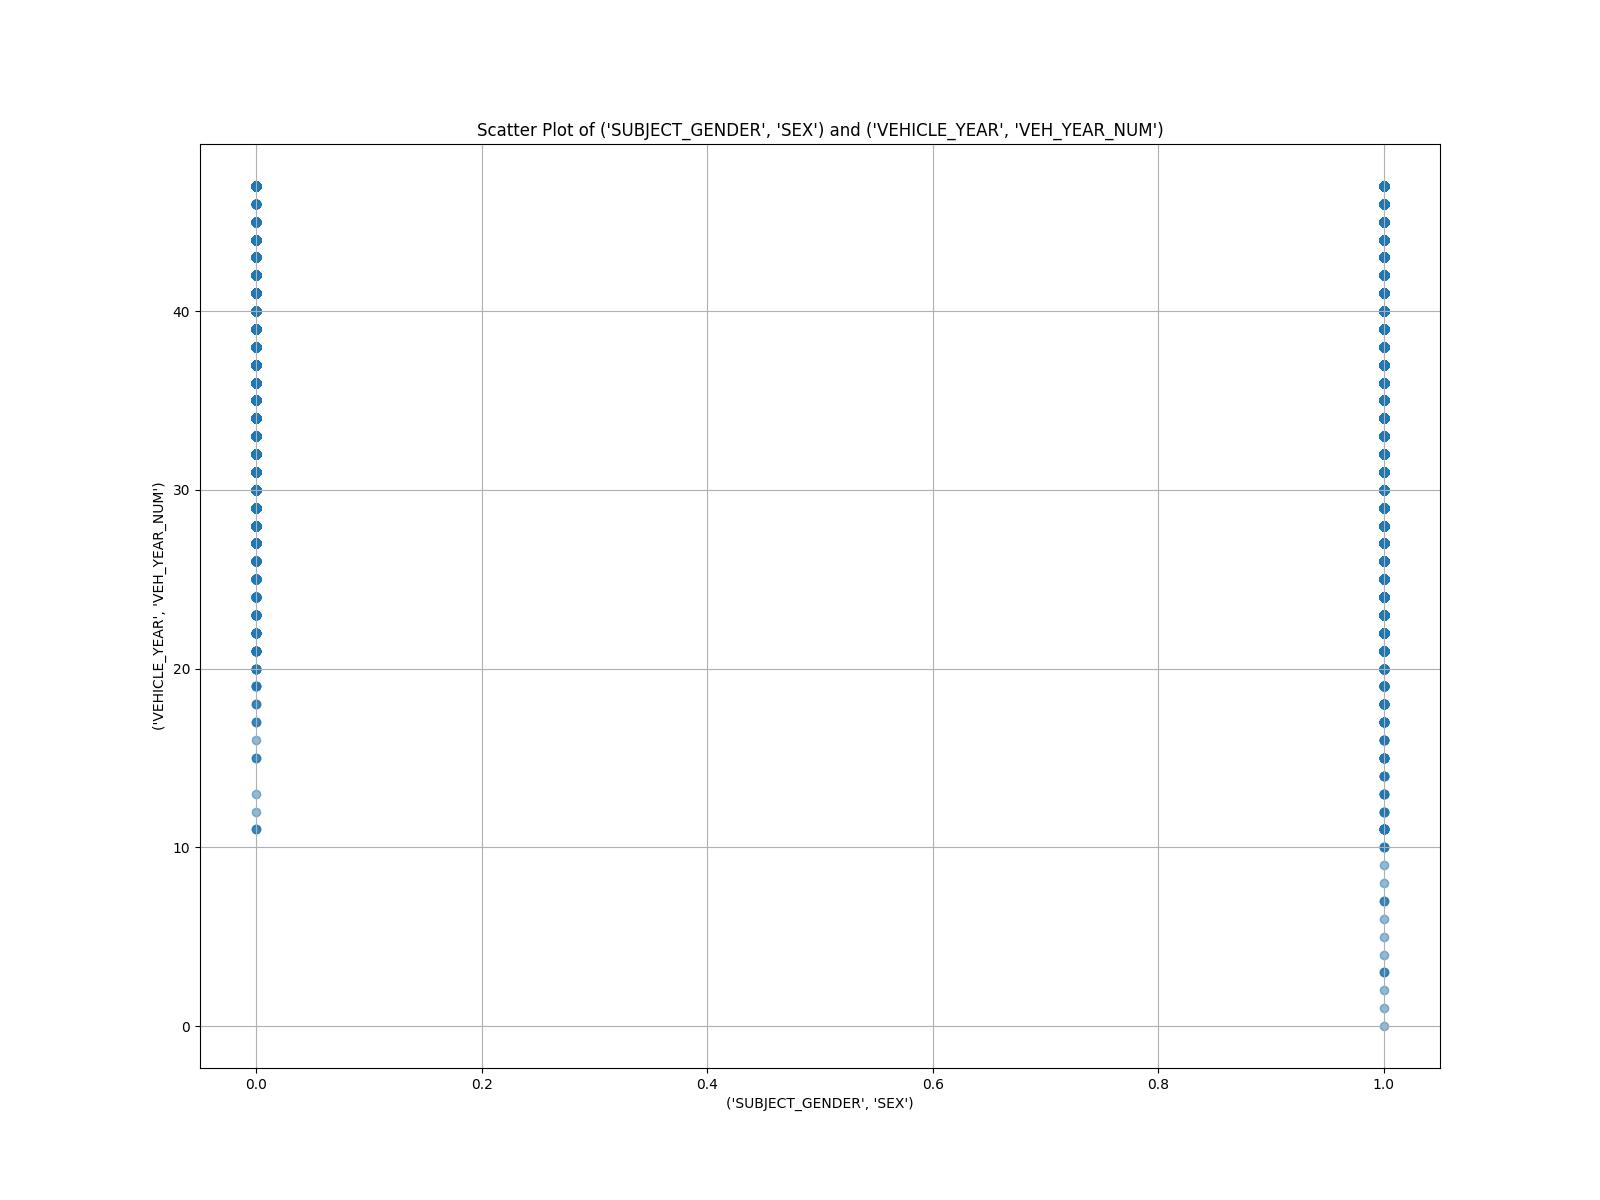 Scatter Plot of ('SUBJECT_GENDER', 'SEX') and ('VEHICLE_YEAR', 'VEH_YEAR_NUM')
('VEHICLE_YEAR', 'VEH_YEAR_NUM')
40
30
20
10
0
0.0 0.2 0.4 0.6 0.8 1.0
('SUBJECT_GENDER', 'SEX')